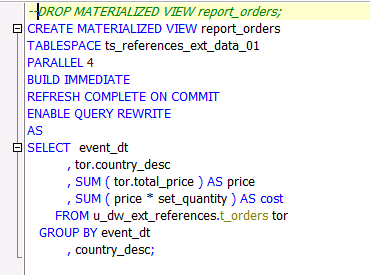 --DROP MATERIALIZED VIEW report_orders;
CREATE MATERIALIZED VIEW report_orders
TABLESPACE ts_references_ext_data_01
PARALLEL 4
BUILD IMMEDIATE
REFRESH COMPLETE ON COMMIT
ENABLE QUERY REWRITE
AS
SELECT event_dt
, tor.country_desc
, SUM ( tor.total_price ) AS price
, SUM ( price * set_quantity ) AS cost
FROM u_dw_ext_references.t_orders tor
GROUP BY event_dt
, country_desc;